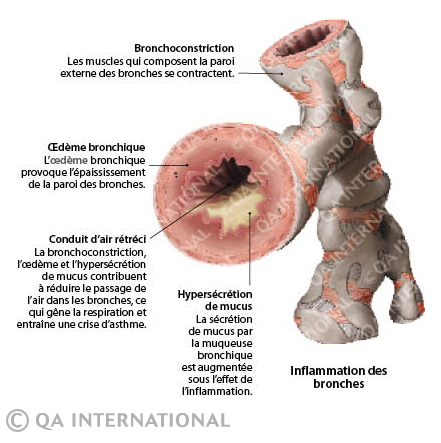 Bronchoconstriction
Les muscles qui composent la paroi
externe des bronches se contractent.
Œdème bronchique
L’œdème bronchique
provoque l’épaississement
de la paroi des bronches.
Conduit d’air rétréci
La bronchoconstriction,
l’œdème et l’hypersécrétion
de mucus contribuent
à réduire le passage de
l’air dans les bronches, ce
qui gêne la respiration et
entraîne une crise d’asthme.
Hypersécrétion
de mucus
La sécrétion
de mucus par
la muqueuse
bronchique
est augmentée
sous l’effet de
l’inflammation.
Inflammation des
bronches
© QA INTERNATIONAL